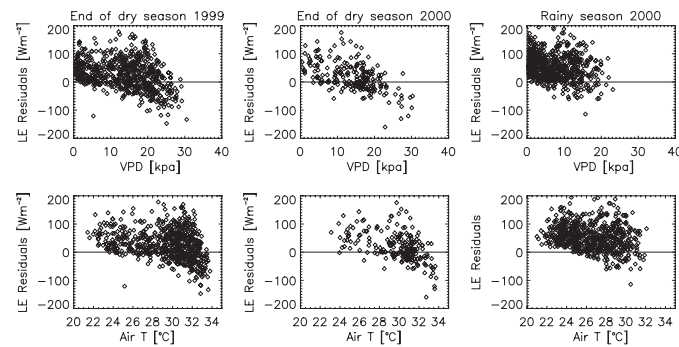 End of dry season 1999
End of dry season 2000
Rainy season 2000
LE Resiudals [Wm⁻²]
200
100
0
−100
−200
0 10 20 30 40
VPD [kpa]
LE Resiudals [Wm⁻²]
200
100
0
−100
−200
0 10 20 30 40
VPD [kpa]
LE Resiudals [Wm⁻²]
200
100
0
−100
−200
0 10 20 30 40
VPD [kpa]
LE Residuals [Wm⁻²]
200
100
0
−100
−200
20 22 24 26 28 30 32 34
Air T [°C]
LE Residuals [Wm⁻²]
200
100
0
−100
−200
20 22 24 26 28 30 32 34
Air T [°C]
LE Residuals
200
100
0
−100
−200
20 22 24 26 28 30 32 34
Air T [°C]